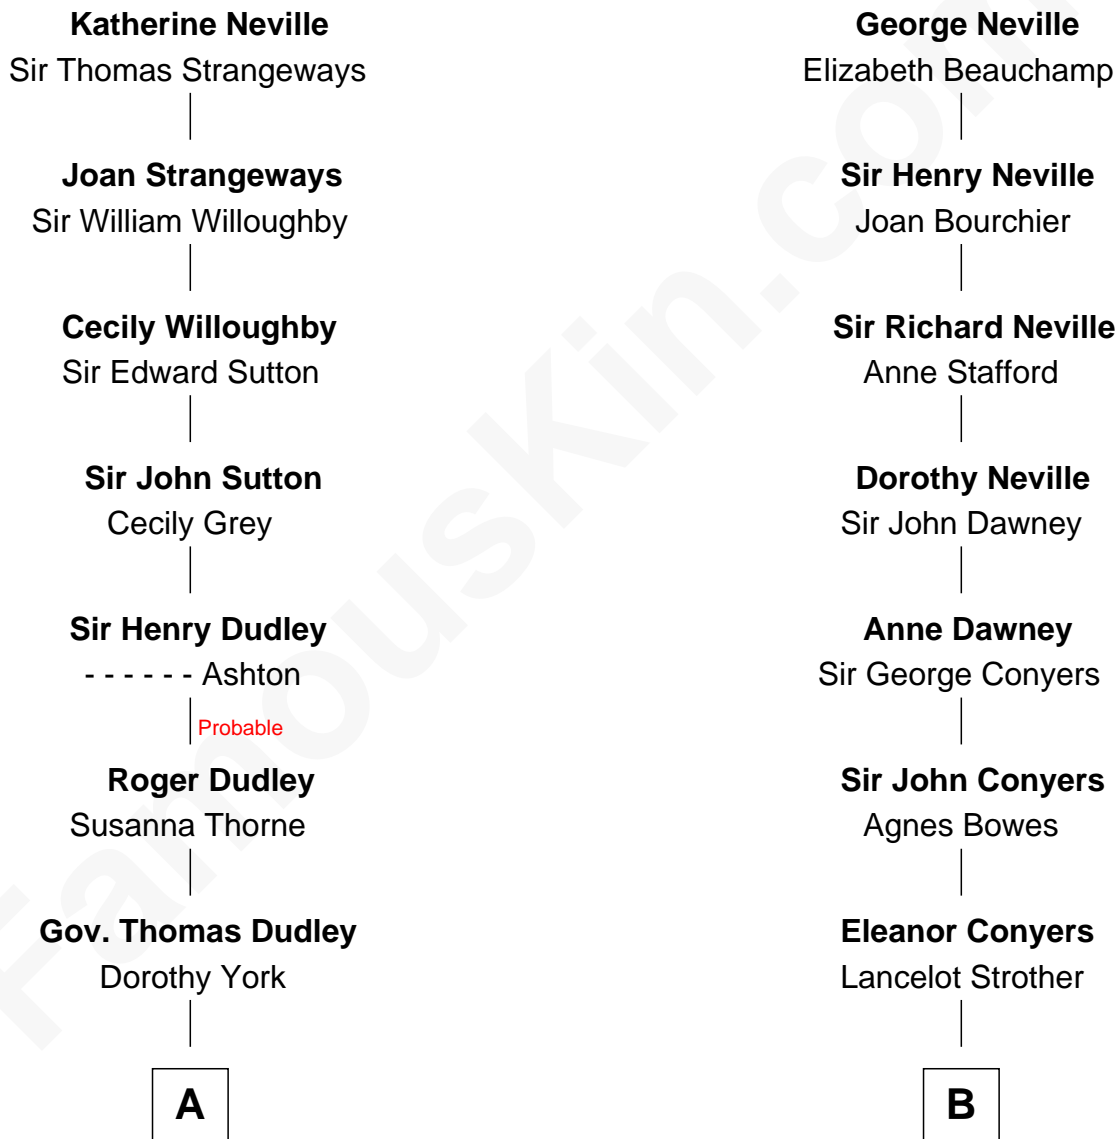 Katherine Neville
Sir Thomas Strangeways
Joan Strangeways
Sir William Willoughby
Cecily Willoughby
Sir Edward Sutton
Sir John Sutton
Cecily Grey
Sir Henry Dudley
- - - - - - Ashton
Probable
Roger Dudley
Susanna Thorne
Gov. Thomas Dudley
Dorothy York
A
George Neville
Elizabeth Beauchamp
Sir Henry Neville
Joan Bourchier
Sir Richard Neville
Anne Stafford
Dorothy Neville
Sir John Dawney
Anne Dawney
Sir George Conyers
Sir John Conyers
Agnes Bowes
Eleanor Conyers
Lancelot Strother
B
FamousKin.com